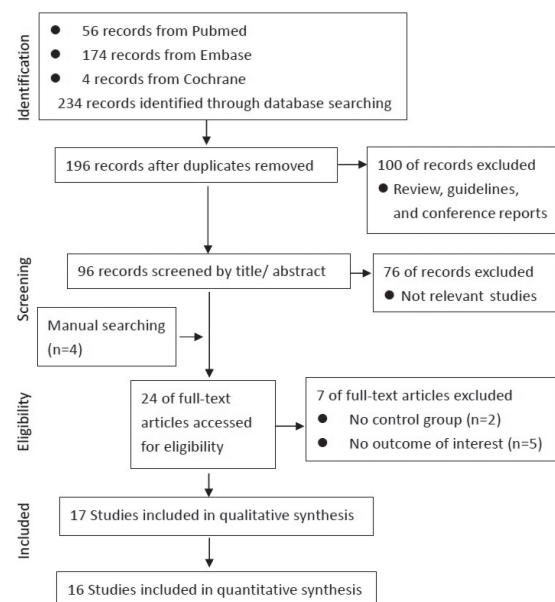 Identification
● 56 records from Pubmed
● 174 records from Embase
● 4 records from Cochrane
234 records identified through database searching
196 records after duplicates removed
100 of records excluded
● Review, guidelines,
and conference reports
Screening
96 records screened by title/ abstract
76 of records excluded
● Not relevant studies
Manual searching
(n=4)
Eligibility
24 of full-text
articles accessed
for eligibility
7 of full-text articles excluded
● No control group (n=2)
● No outcome of interest (n=5)
Included
17 Studies included in qualitative synthesis
16 Studies included in quantitative synthesis